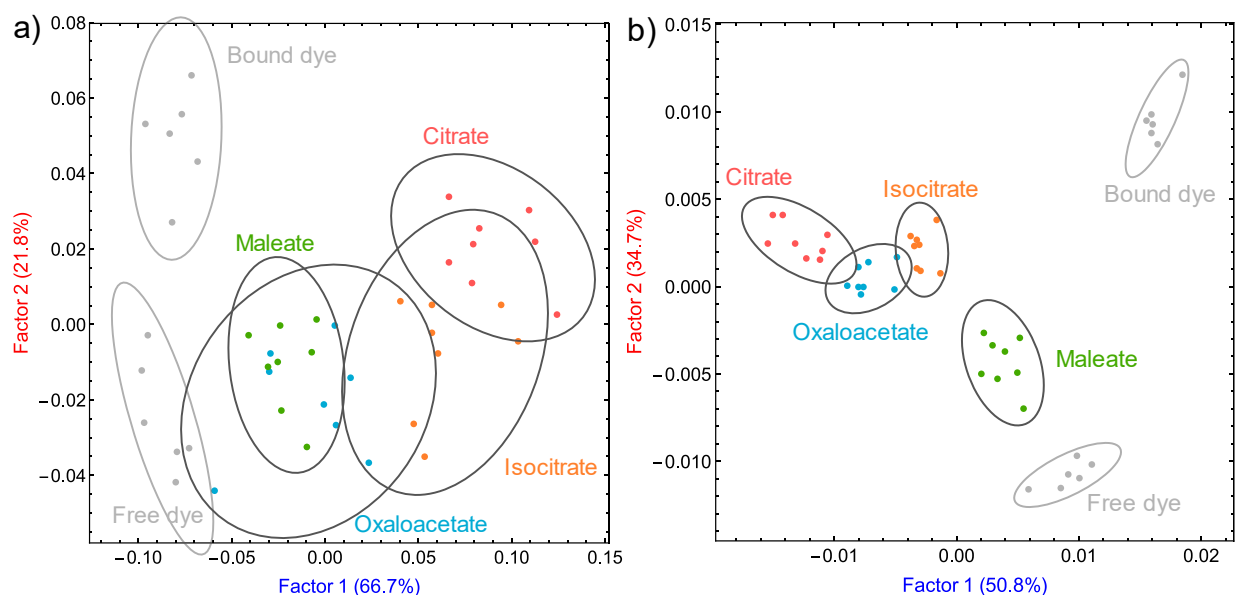 a)
0.08
0.06
0.04
0.02
0.00
−0.02
−0.04
Factor 2 (21.8%)
Bound dye
Citrate
Maleate
Isocitrate
Free dye
Oxaloacetate
−0.10
−0.05
0.00
0.05
0.10
0.15
Factor 1 (66.7%)
b)
0.015
0.010
0.005
0.000
−0.005
−0.010
Factor 2 (34.7%)
Citrate
Isocitrate
Bound dye
Oxaloacetate
Maleate
Free dye
−0.01
0.00
0.01
0.02
Factor 1 (50.8%)